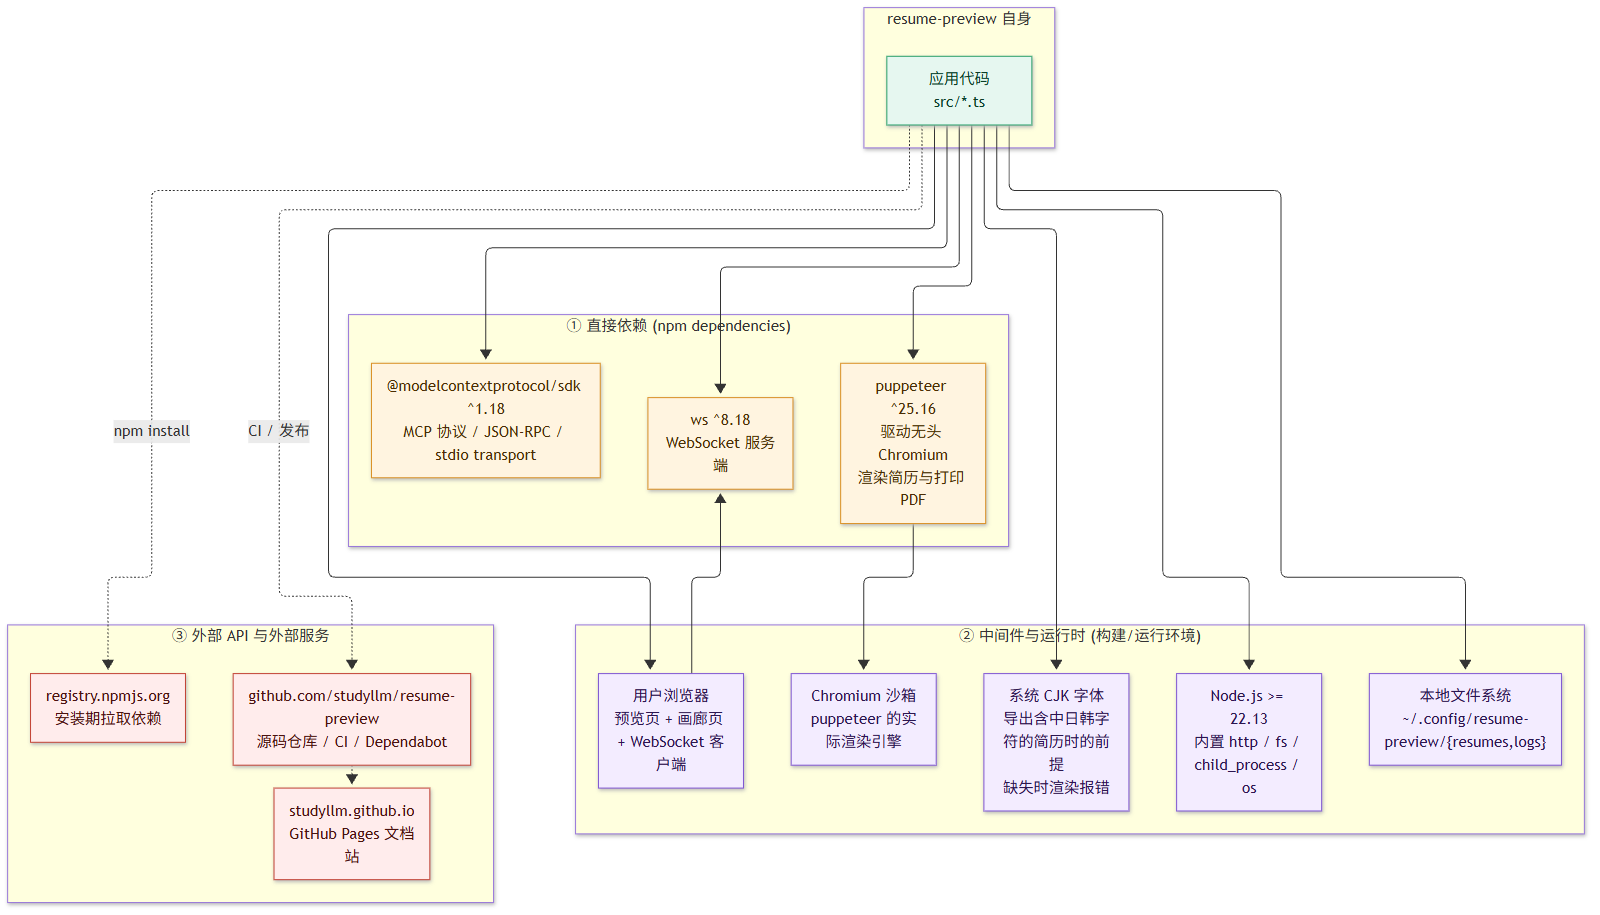 resume-preview 自身
应用代码
src/*.ts
① 直接依赖 (npm dependencies)
@modelcontextprotocol/sdk
^1.18
MCP 协议 / JSON-RPC /
stdio transport
ws ^8.18
WebSocket 服务
端
puppeteer
^25.16
驱动无头
Chromium
渲染简历与打印
PDF
npm install
CI / 发布
③ 外部 API 与外部服务
registry.npmjs.org
安装期拉取依赖
github.com/studyllm/resume-
preview
源码仓库 / CI / Dependabot
studyllm.github.io
GitHub Pages 文档
站
② 中间件与运行时 (构建/运行环境)
用户浏览器
预览页 + 画廊页
+ WebSocket 客
户端
Chromium 沙箱
puppeteer 的实
际渲染引擎
系统 CJK 字体
导出含中日韩字
符的简历时的前
提
缺失时渲染报错
Node.js >=
22.13
内置 http / fs /
child_process /
os
本地文件系统
~/.config/resume-
preview/{resumes,logs}